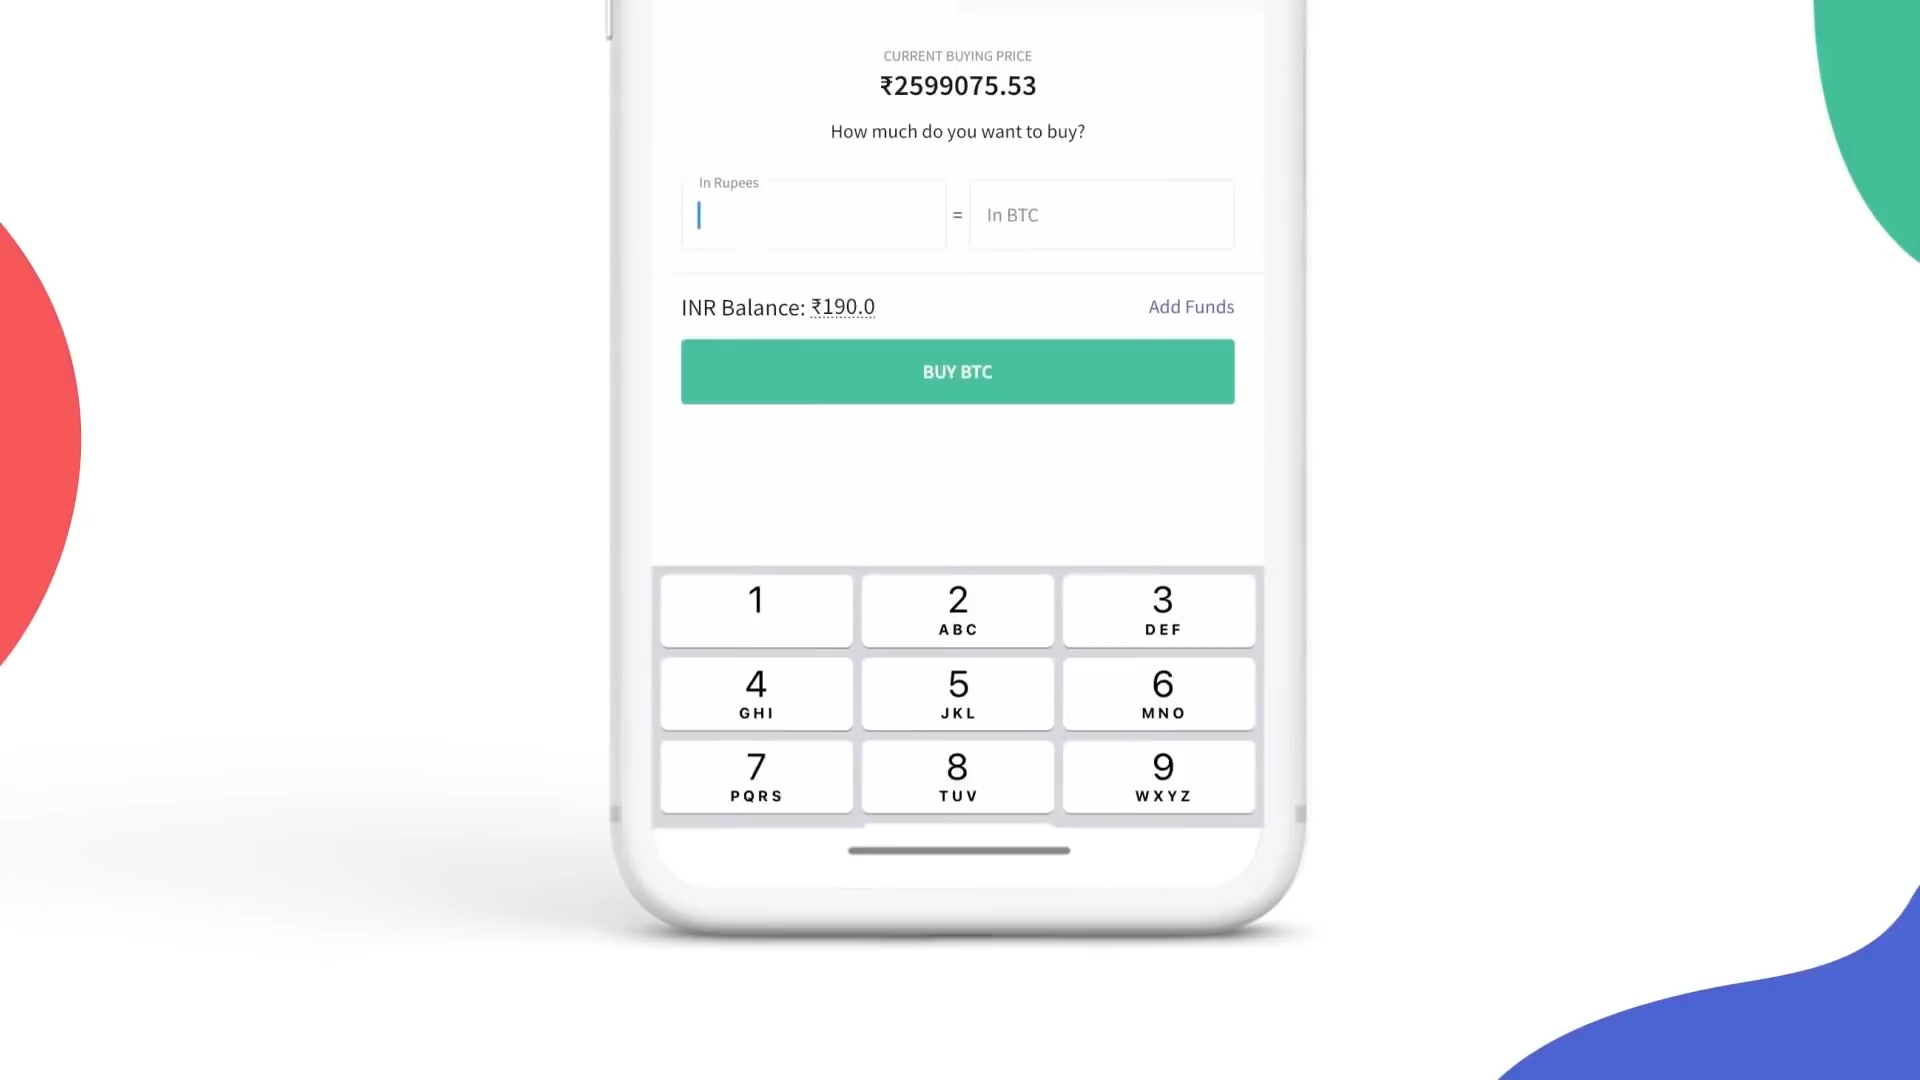 CURRENT BUYING PRICE
₹2599075.53
How much do you want to buy?
In Rupees
= In BTC
INR Balance: ₹190.0 Add Funds
BUY BTC
1 2 3
ABC DEF
4 5 6
GHI JKL MNO
7 8 9
PQRS TUV WXYZ